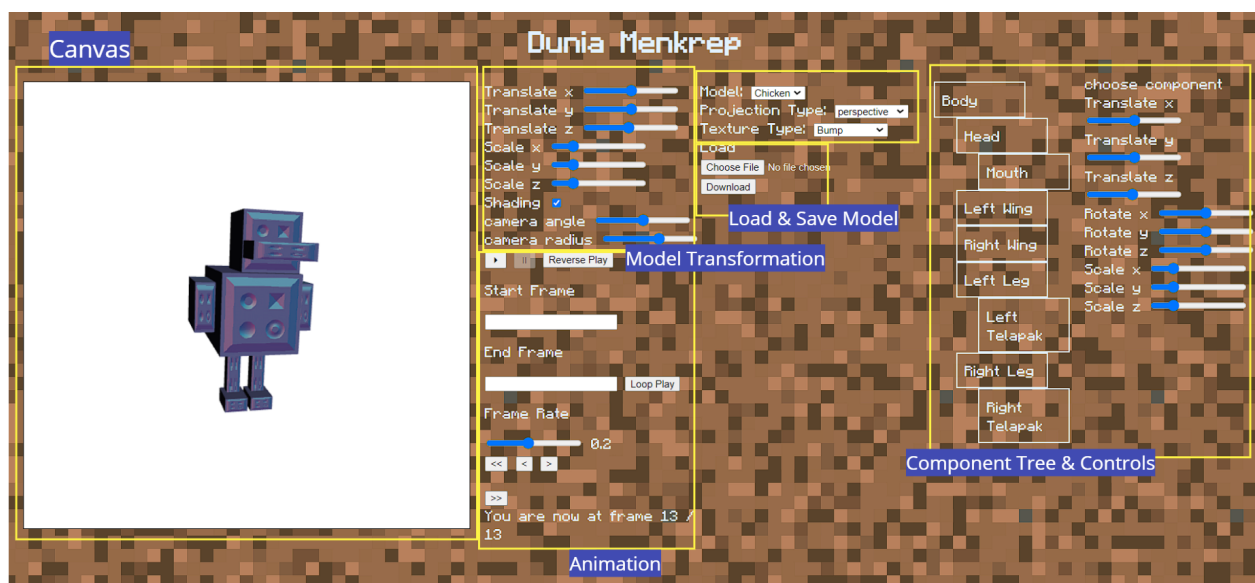 Dunia Menkrep
Canvas
Translate x
Translate y
Translate z
Scale x
Scale y
Scale z
Shading
camera angle
camera radius
Model Transformation
Reverse Play
Start Frame
End Frame
Loop Play
Frame Rate
0.2
<<
<
>
>>
You are now at frame 13 /
13
Animation
Model: Chicken
Projection Type: perspective
Texture Type: Bump
Load
Choose File No file chosen
Download
Load & Save Model
Body
Head
Mouth
Left Wing
Right Wing
Left Leg
Left
Telapak
Right Leg
Right
Telapak
choose component
Translate x
Translate y
Translate z
Rotate x
Rotate y
Rotate z
Scale x
Scale y
Scale z
Component Tree & Controls